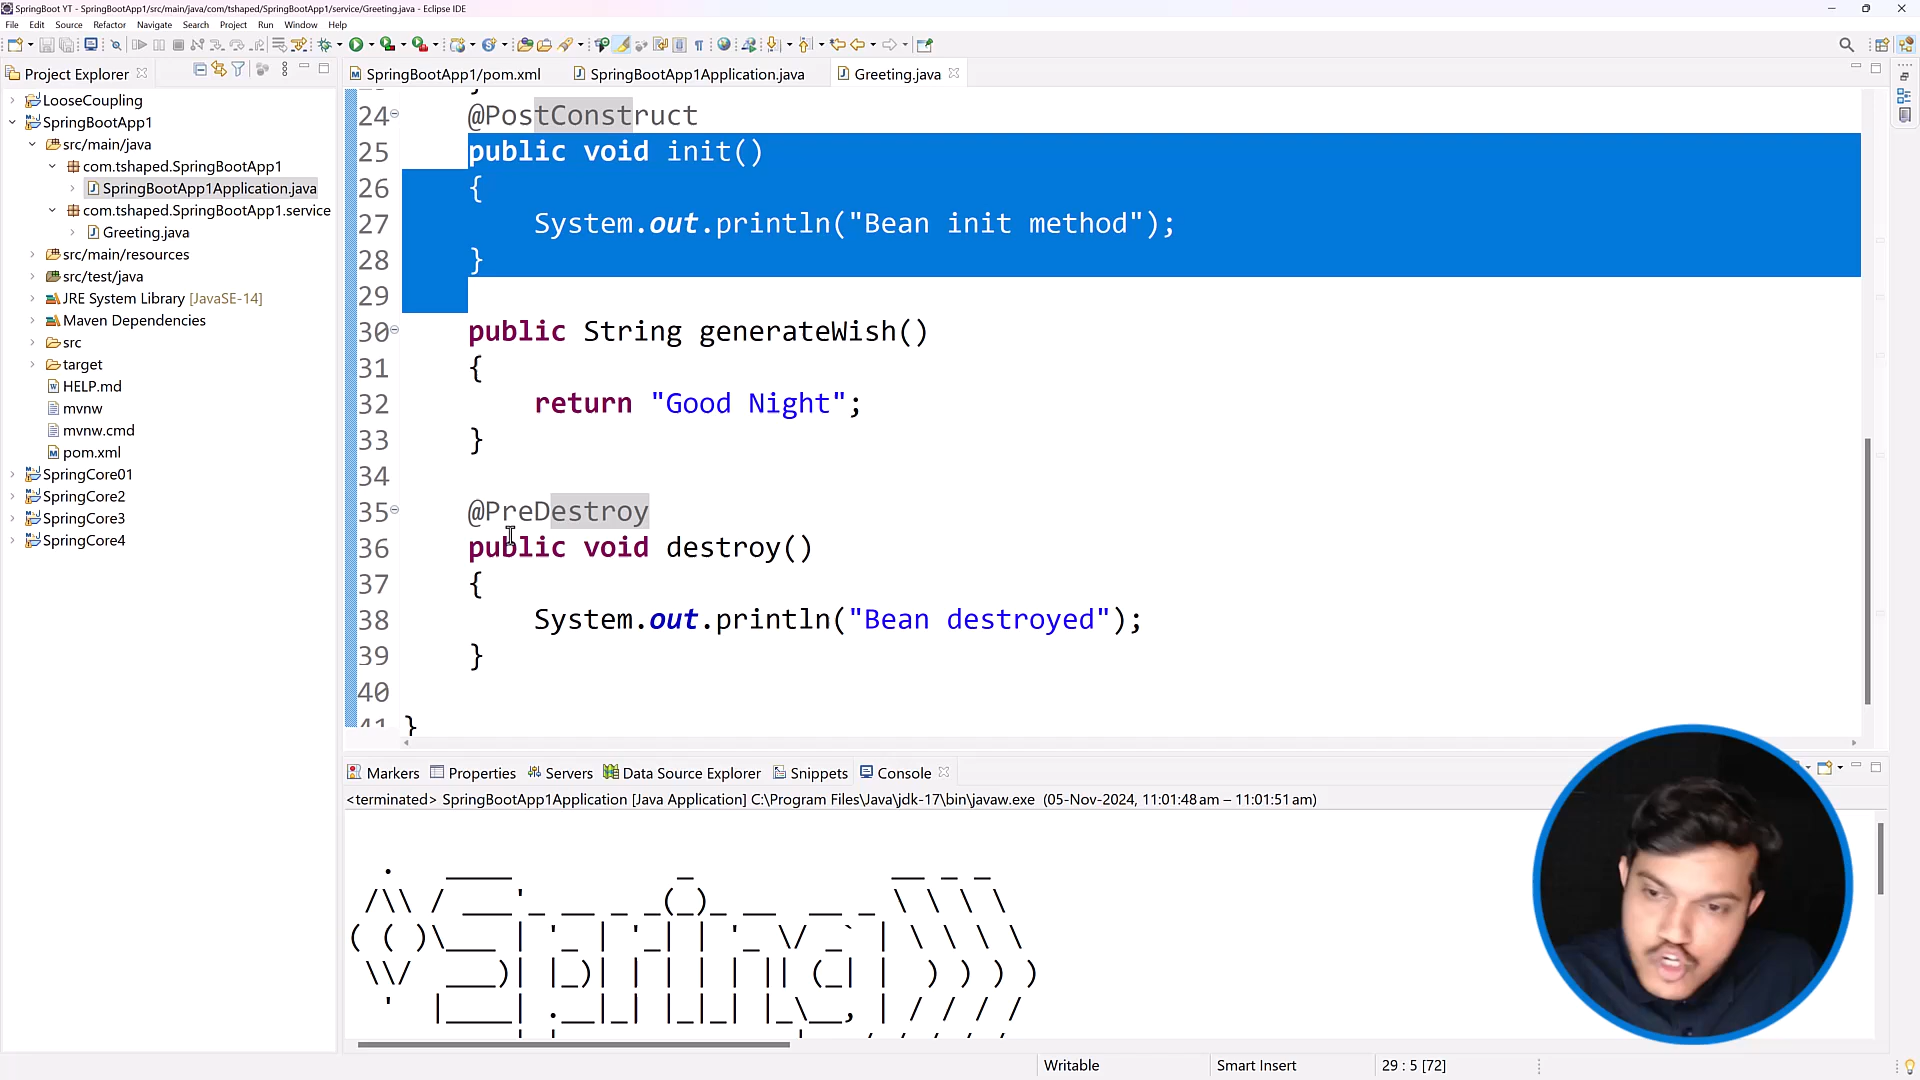 SpringBoot YT - SpringBootApp1/src/main/java/com/tshaped/SpringBootApp1/service/Greeting.java - Eclipse IDE
File Edit Source Refactor Navigate Search Project Run Window Help
Project Explorer
LooseCoupling
SpringBootApp1
src/main/java
com.tshaped.SpringBootApp1
SpringBootApp1Application.java
com.tshaped.SpringBootApp1.service
Greeting.java
src/main/resources
src/test/java
JRE System Library [JavaSE-14]
Maven Dependencies
src
target
HELP.md
mvnw
mvnw.cmd
pom.xml
SpringCore01
SpringCore2
SpringCore3
SpringCore4
SpringBootApp1/pom.xml SpringBootApp1Application.java Greeting.java
24 @PostConstruct
25 public void init()
26 {
27 System.out.println("Bean init method");
28 }
29
30 public String generateWish()
31 {
32 return "Good Night";
33 }
34
35 @PreDestroy
36 public void destroy()
37 {
38 System.out.println("Bean destroyed");
39 }
40
41 }
Markers Properties Servers Data Source Explorer Snippets Console
<terminated> SpringBootApp1Application [Java Application] C:\Program Files\Java\jdk-17\bin\javaw.exe (05-Nov-2024, 11:01:48 am – 11:01:51 am)
Spring
Writable Smart Insert 29 : 5 [72]